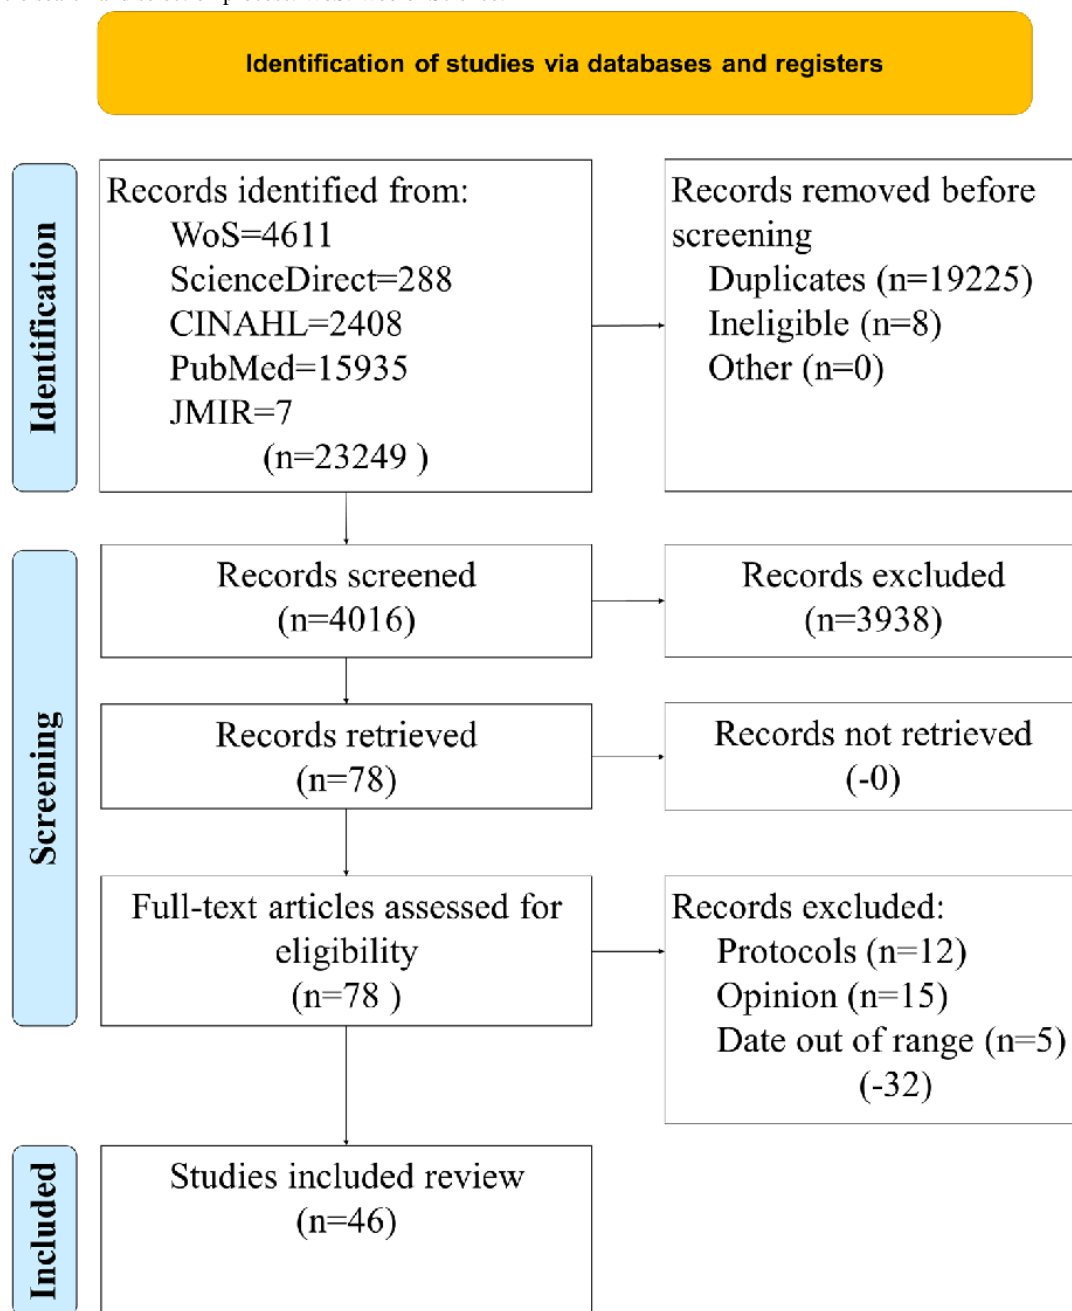 Identification of studies via databases and registers
Identification
Records identified from:
WoS=4611
ScienceDirect=288
CINAHL=2408
PubMed=15935
JMIR=7
(n=23249 )
Records removed before
screening
Duplicates (n=19225)
Ineligible (n=8)
Other (n=0)
Screening
Records screened
(n=4016)
Records excluded
(n=3938)
Records retrieved
(n=78)
Records not retrieved
(-0)
Full-text articles assessed for
eligibility
(n=78 )
Records excluded:
Protocols (n=12)
Opinion (n=15)
Date out of range (n=5)
(-32)
Included
Studies included review
(n=46)